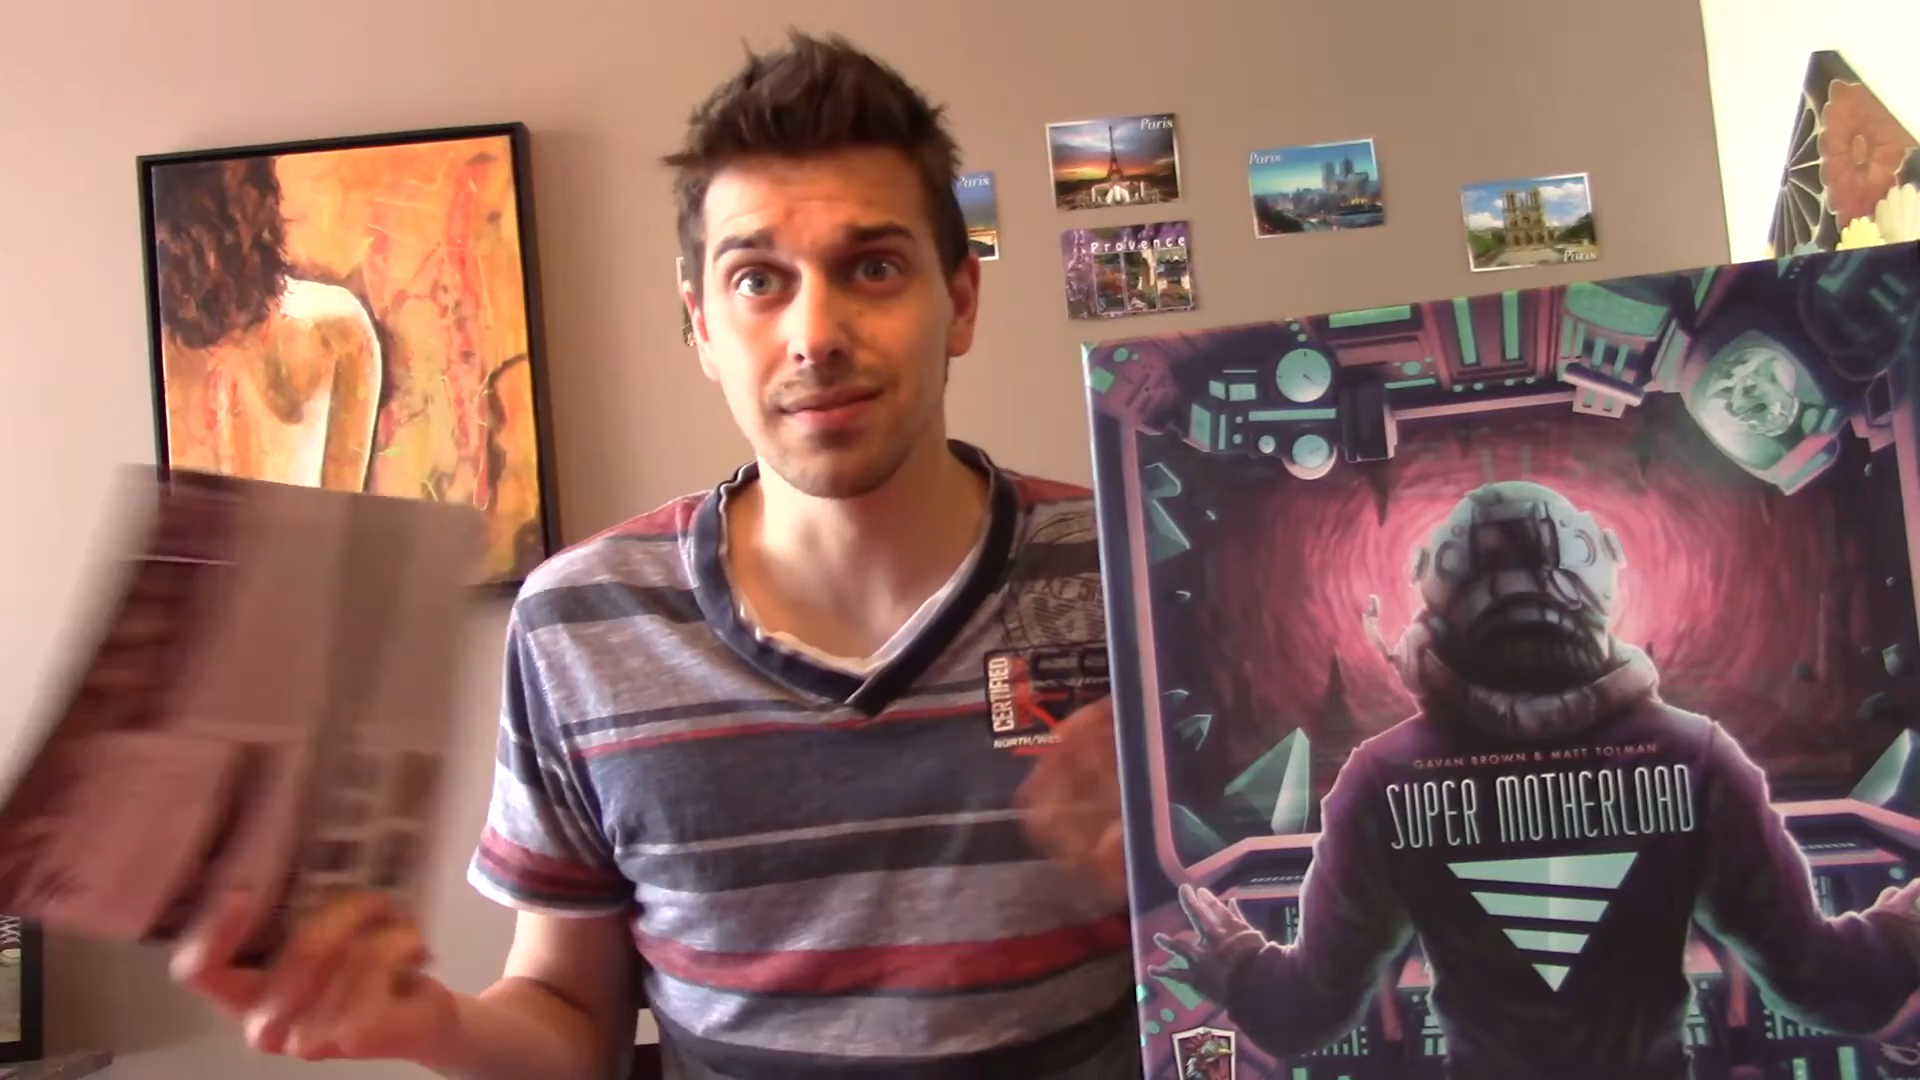 Paris
Paris
Paris
Provence
Paris
CERTIFIED
GAVAN BROWN & MATT TOLMAN
SUPER MOTHERLOAD